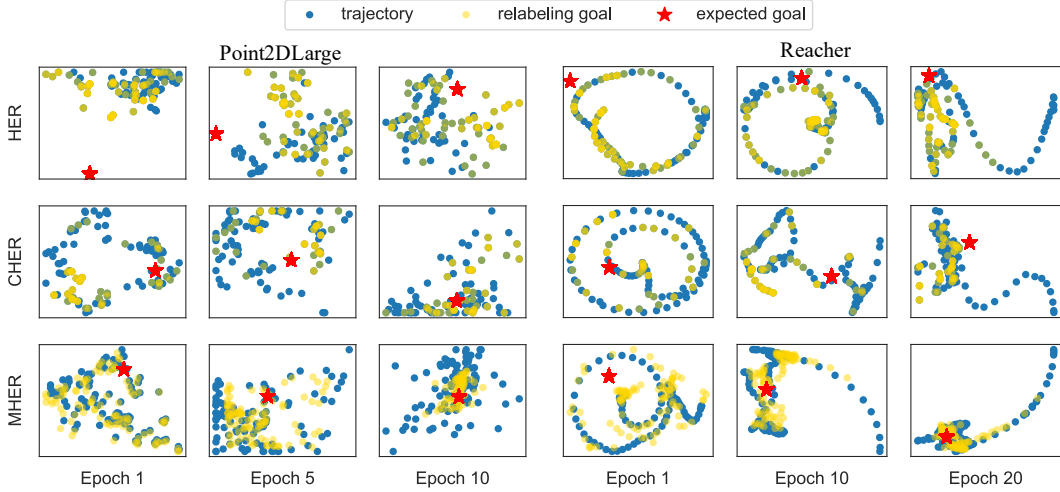 trajectory relabeling goal expected goal
Point2DLarge Reacher
HER
CHER
MHER
Epoch 1 Epoch 5 Epoch 10 Epoch 1 Epoch 10 Epoch 20